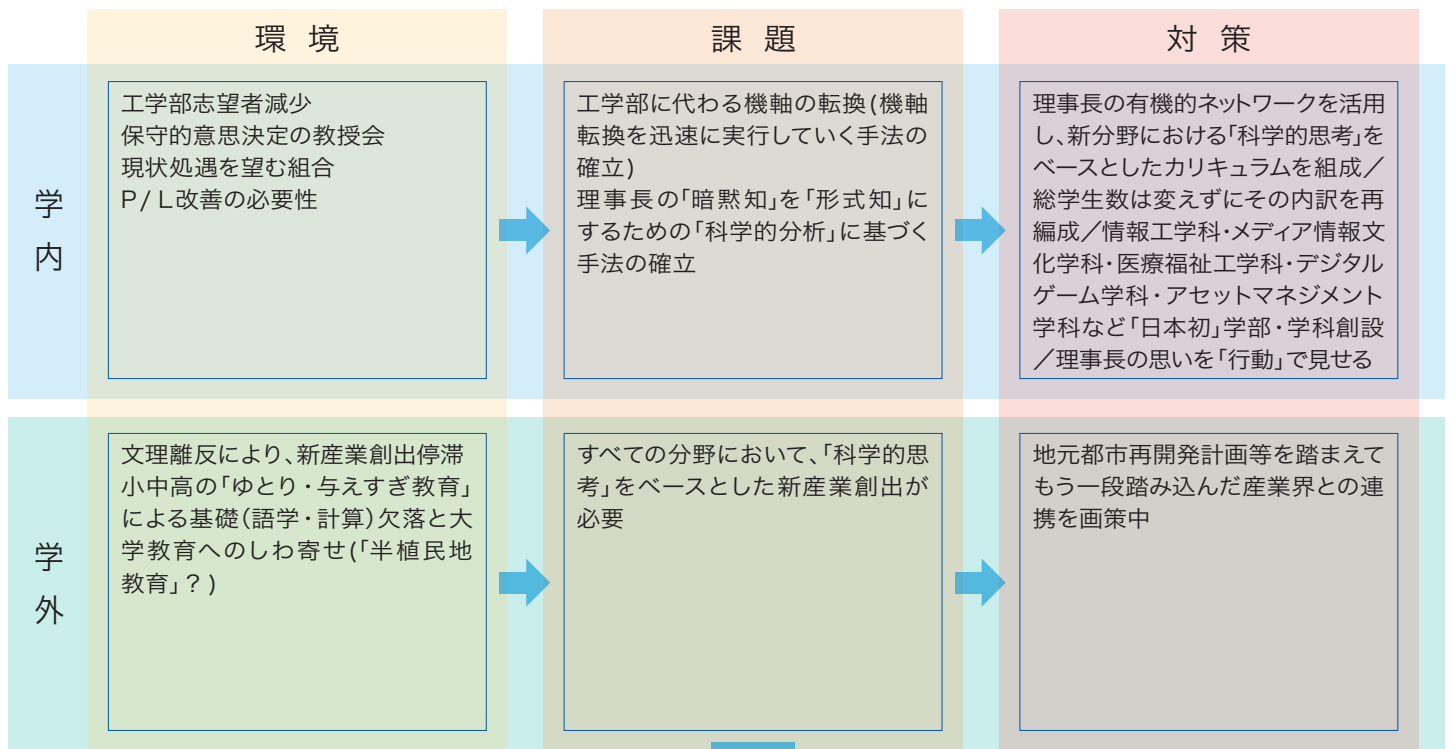 環 境
課 題
対 策
学
内
工学部志望者減少
保守的意思決定の教授会
現状処遇を望む組合
P/L改善の必要性
工学部に代わる機軸の転換(機軸
転換を迅速に実行していく手法の
確立)
理事長の「暗黙知」を「形式知」に
するための「科学的分析」に基づく
手法の確立
理事長の有機的ネットワークを活用
し、新分野における「科学的思考」を
ベースとしたカリキュラムを組成／
総学生数は変えずにその内訳を再
編成／情報工学科・メディア情報文
化学科・医療福祉工学科・デジタル
ゲーム学科・アセットマネジメント
学科など「日本初」学部・学科創設
／理事長の思いを「行動」で見せる
学
外
文理離反により、新産業創出停滞
小中高の「ゆとり・与えすぎ教育」
による基礎(語学・計算)欠落と大
学教育へのしわ寄せ(「半植民地
教育」？)
すべての分野において、「科学的思
考」をベースとした新産業創出が
必要
地元都市再開発計画等を踏まえて
もう一段踏み込んだ産業界との連
携を画策中